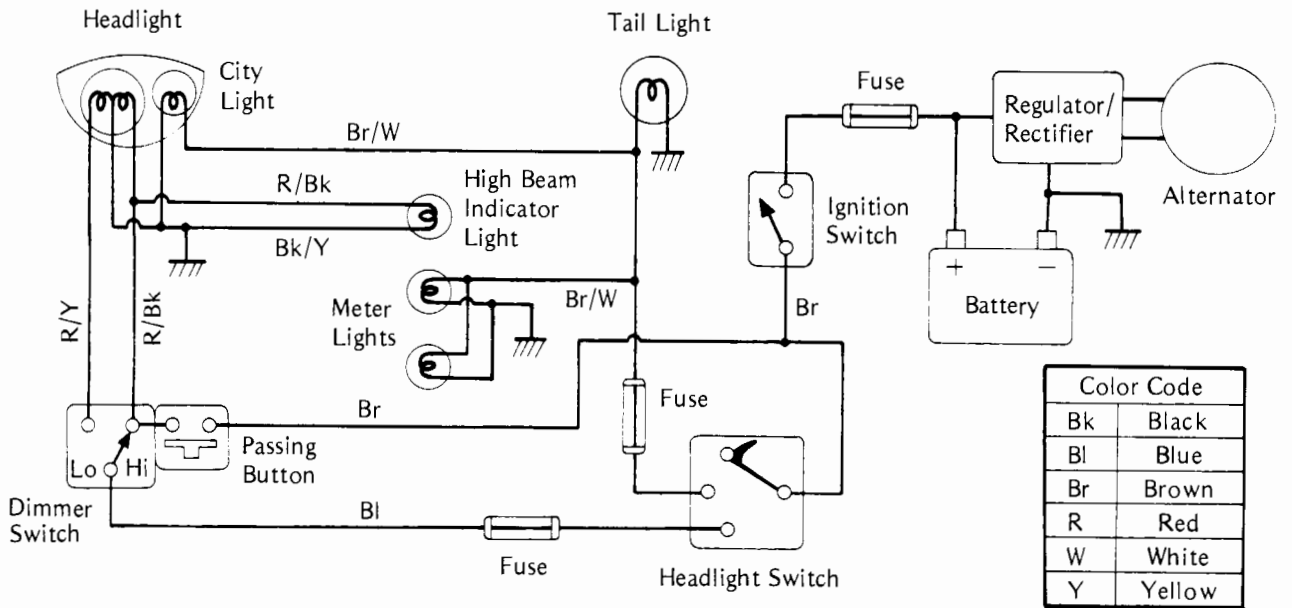 Headlight
City
Light
Tail Light
Fuse
Regulator/
Rectifier
Alternator
Br/W
R/Bk
High Beam
Indicator
Light
Bk/Y
Ignition
Switch
+
−
Battery
Meter
Lights
Br/W
Br
R/Y
R/Bk
Br
Fuse
Passing
Button
Lo
Hi
Dimmer
Switch
Bl
Fuse
Headlight Switch
Color Code
Bk Black
Bl Blue
Br Brown
R Red
W White
Y Yellow